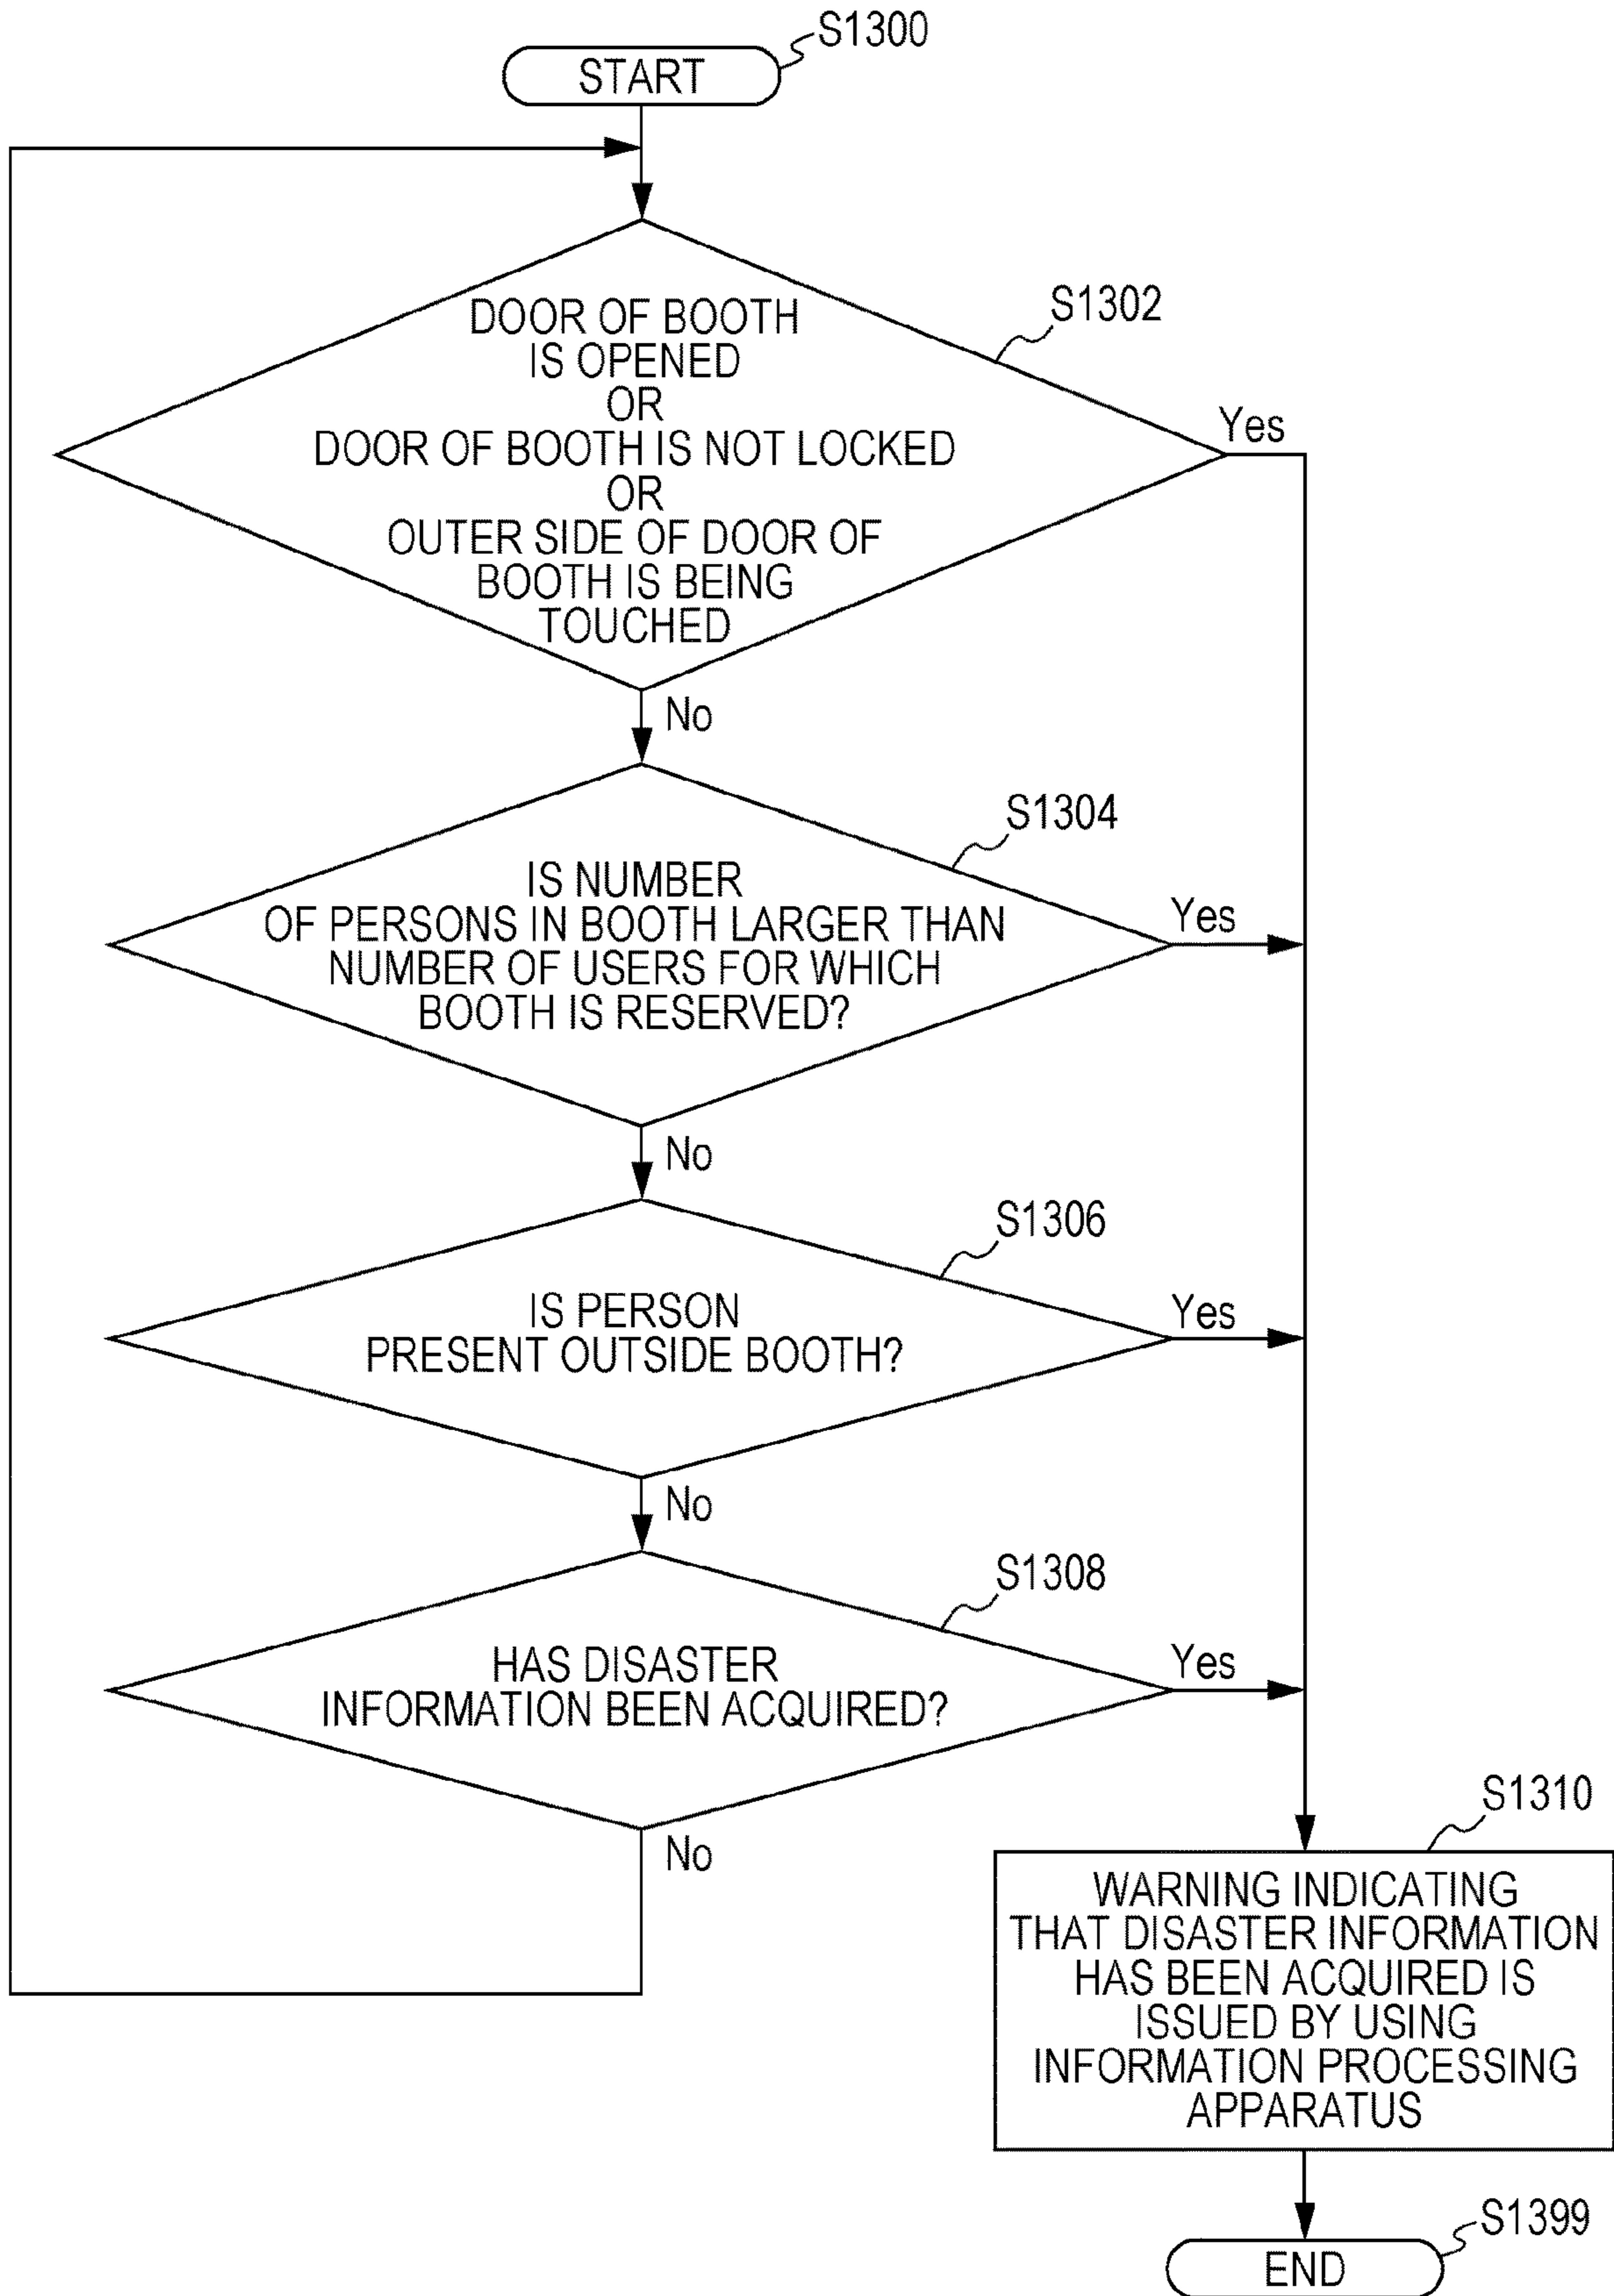 S1300
START
S1302
DOOR OF BOOTH
IS OPENED
OR
DOOR OF BOOTH IS NOT LOCKED
OR
OUTER SIDE OF DOOR OF
BOOTH IS BEING
TOUCHED
Yes
No
S1304
IS NUMBER
OF PERSONS IN BOOTH LARGER THAN
NUMBER OF USERS FOR WHICH
BOOTH IS RESERVED?
Yes
No
S1306
IS PERSON
PRESENT OUTSIDE BOOTH?
Yes
No
S1308
HAS DISASTER
INFORMATION BEEN ACQUIRED?
Yes
No
S1310
WARNING INDICATING
THAT DISASTER INFORMATION
HAS BEEN ACQUIRED IS
ISSUED BY USING
INFORMATION PROCESSING
APPARATUS
S1399
END